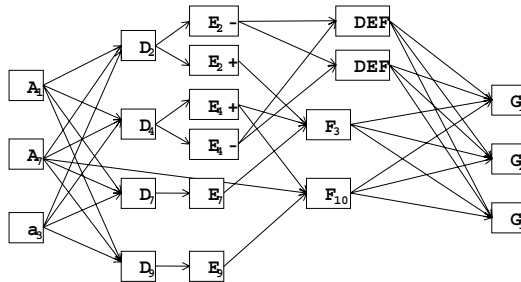 E₂- DEF
D₂
E₂+ DEF
A₁ G
E₄+
D₄ F₃
E₄-
A₇ G
D₇ E₇ F₁₀
a₃ G
D₉ E₉